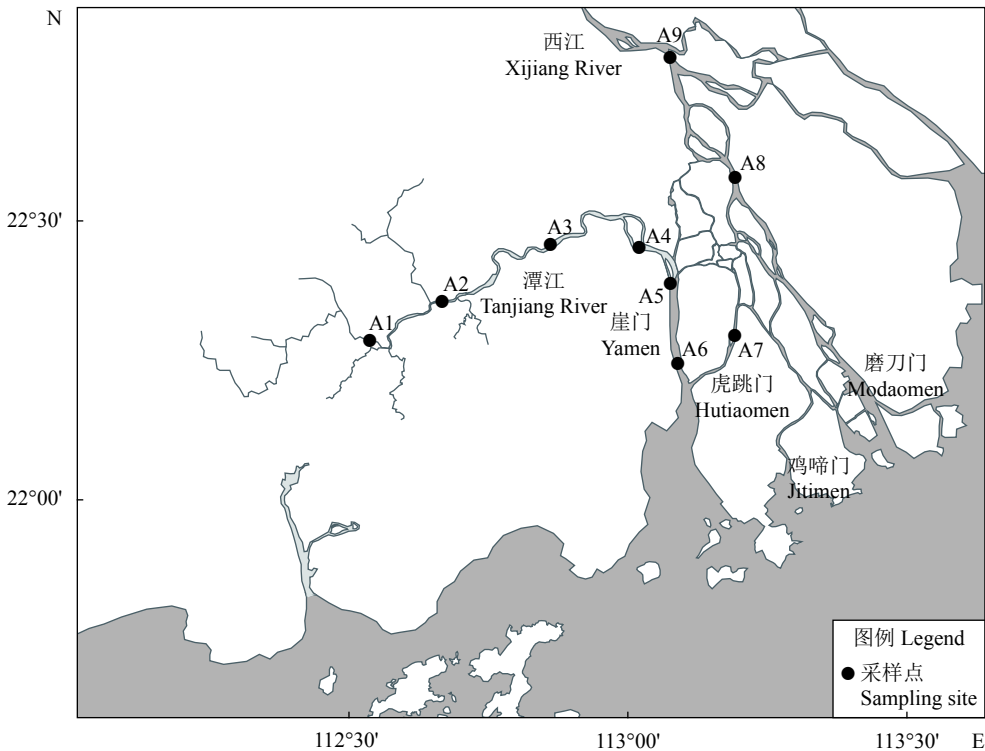 N
西江
Xijiang River
A9
A8
22°30'
A3
A4
A2
潭江
Tanjiang River
A5
A1
崖门
Yamen
A6
A7
磨刀门
Modaomen
虎跳门
Hutiaomen
鸡啼门
Jitimen
22°00'
图例 Legend
采样点
Sampling site
112°30'
113°00'
113°30'
E